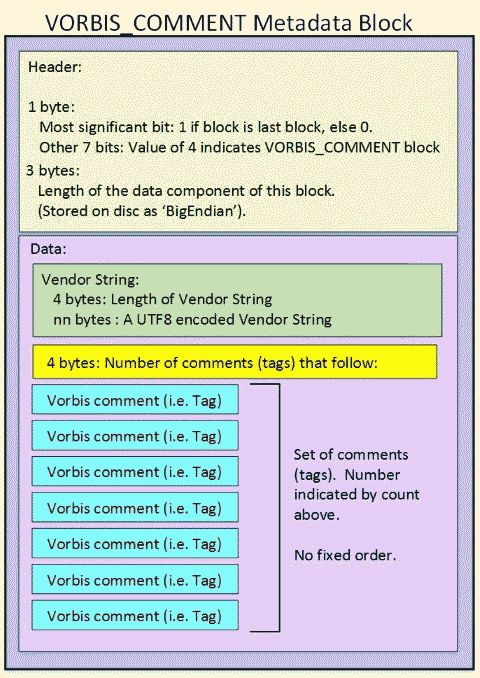 VORBIS_COMMENT Metadata Block
Header:
1 byte:
Most significant bit: 1 if block is last block, else 0.
Other 7 bits: Value of 4 indicates VORBIS_COMMENT block
3 bytes:
Length of the data component of this block.
(Stored on disc as ‘BigEndian’).
Data:
Vendor String:
4 bytes: Length of Vendor String
nn bytes : A UTF8 encoded Vendor String
4 bytes: Number of comments (tags) that follow:
Vorbis comment (i.e. Tag)
Vorbis comment (i.e. Tag)
Vorbis comment (i.e. Tag)
Vorbis comment (i.e. Tag)
Vorbis comment (i.e. Tag)
Vorbis comment (i.e. Tag)
Vorbis comment (i.e. Tag)
Set of comments
(tags). Number
indicated by count
above.
No fixed order.